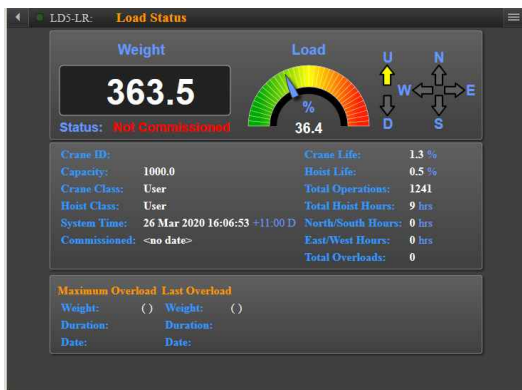 LD5-LR: Load Status
Weight
363.5
Status: Not Commissioned
Load
%
36.4
U
D
N
W E
S
Crane ID:
Capacity: 1000.0
Crane Class: User
Hoist Class: User
System Time: 26 Mar 2020 16:06:53 +11:00 D
Commissioned: <no date>
Crane Life: 1.3 %
Hoist Life: 0.5 %
Total Operations: 1241
Total Hoist Hours: 9 hrs
North/South Hours: 0 hrs
East/West Hours: 0 hrs
Total Overloads: 0
Maximum Overload Last Overload
Weight: ( ) Weight: ( )
Duration: Duration:
Date: Date: